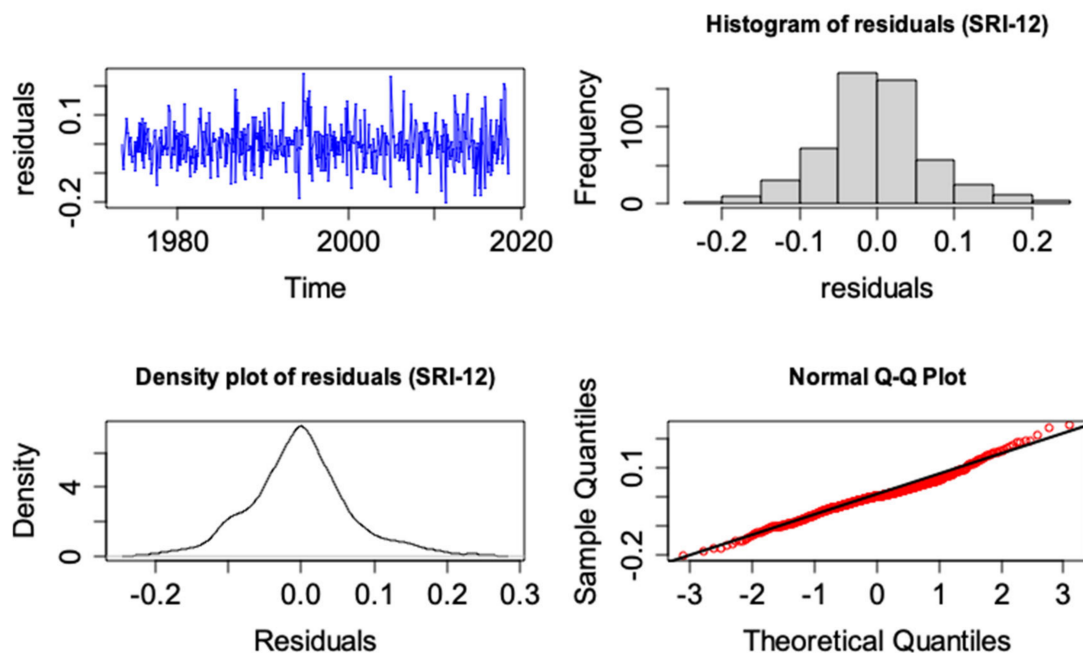 residuals
0.1
-0.2
1980 2000 2020
Time
Histogram of residuals (SRI-12)
Frequency
100
0
-0.2 -0.1 0.0 0.1 0.2
residuals
Density plot of residuals (SRI-12)
Density
4
0
-0.2 0.0 0.1 0.2 0.3
Residuals
Normal Q-Q Plot
Sample Quantiles
0.1
-0.2
-3 -2 -1 0 1 2 3
Theoretical Quantiles